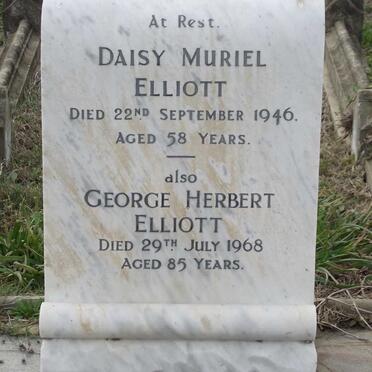 At Rest.
Daisy Muriel
Elliott
Died 22nd September 1946.
Aged 58 Years.
also
George Herbert
Elliott
Died 29th July 1968
Aged 85 Years.